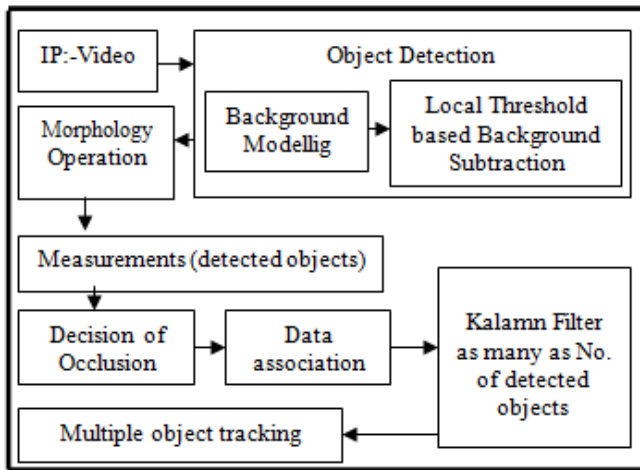 IP:-Video
Object Detection
Background
Modellig
Local Threshold
based Background
Subtraction
Morphology
Operation
Measurements (detected objects)
Decision of
Occlusion
Data
association
Kalamn Filter
as many as No.
of detected
objects
Multiple object tracking